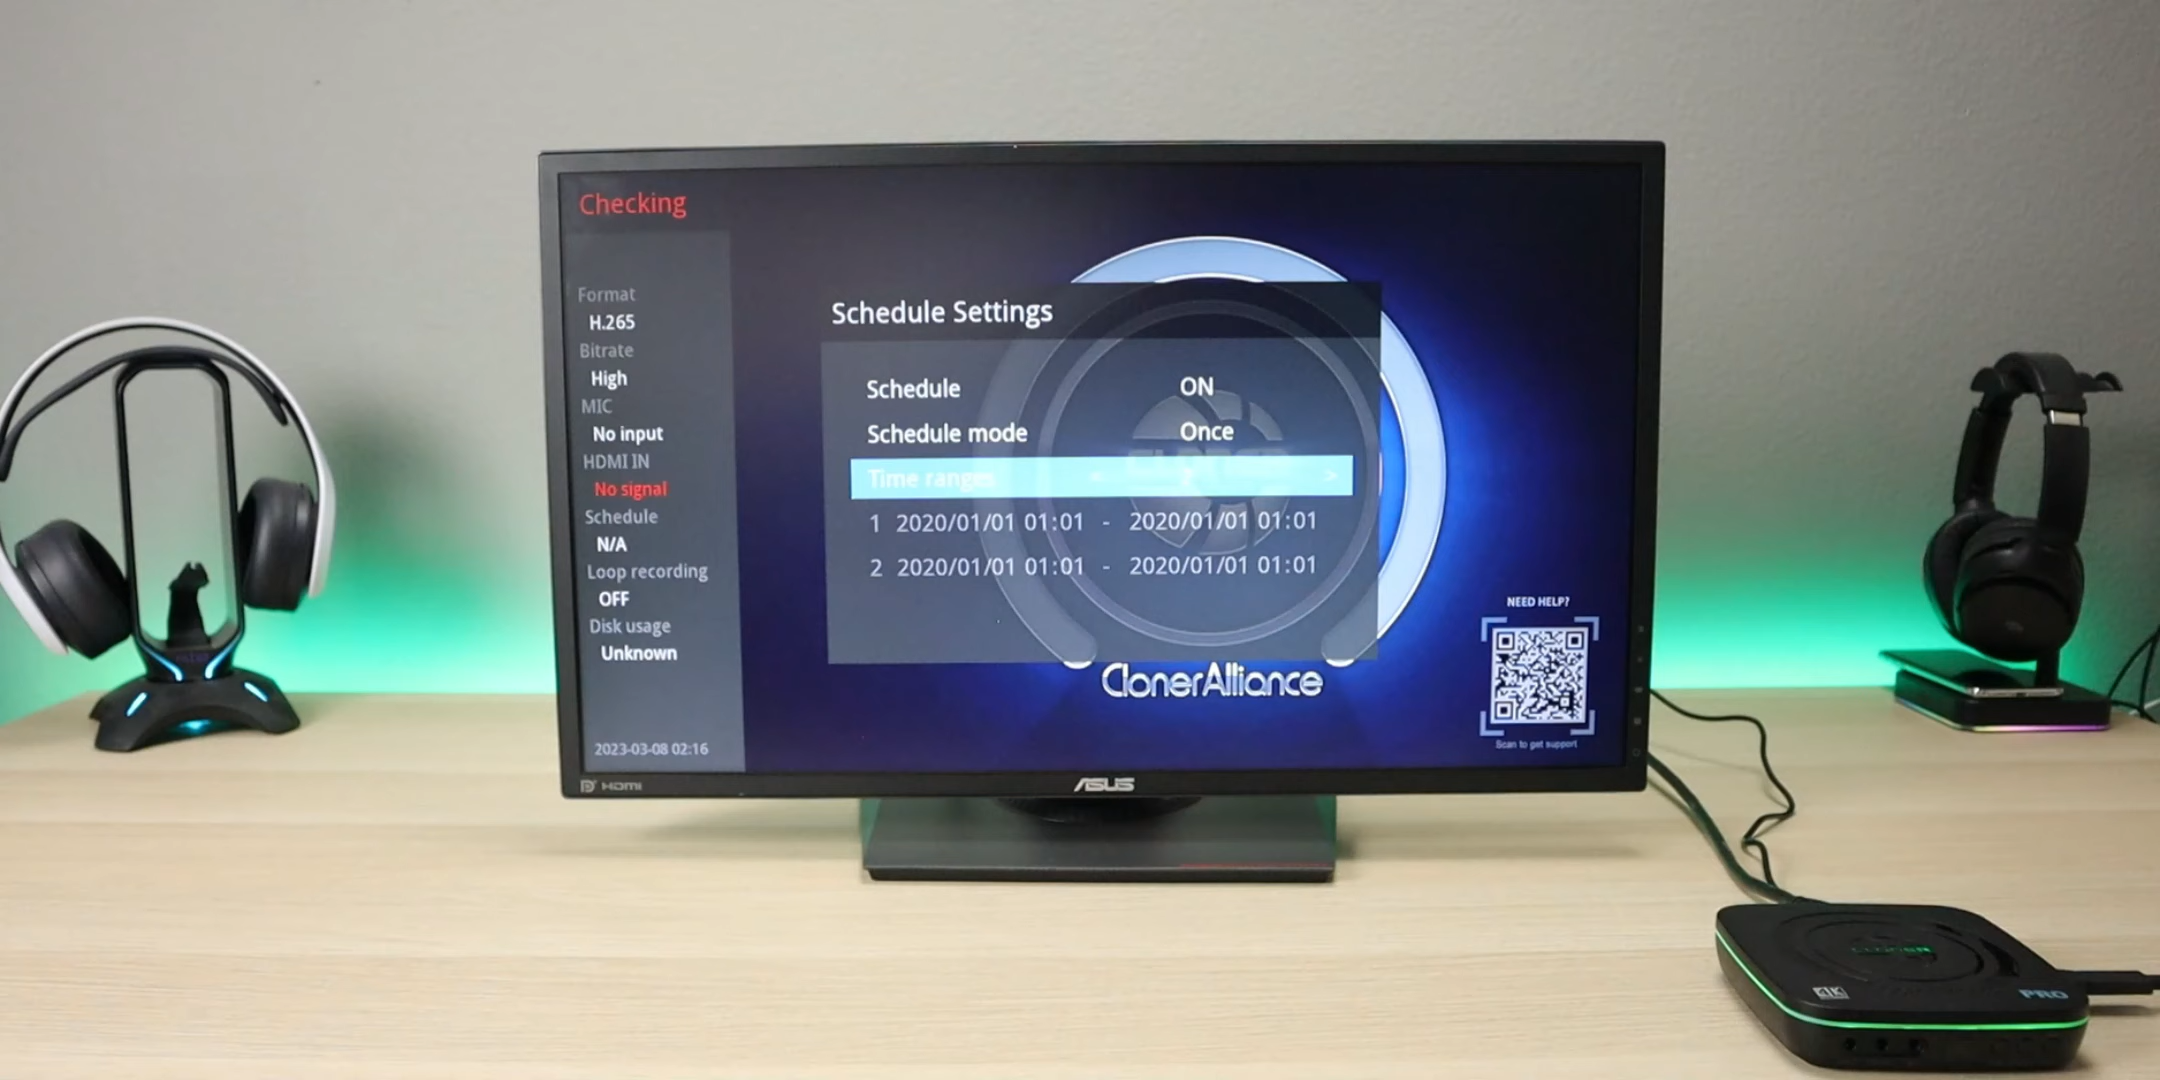 Checking
Format
H.265
Bitrate
High
MIC
No input
HDMI IN
No signal
Schedule
N/A
Loop recording
OFF
Disk usage
Unknown
2023-03-08 02:16
Schedule Settings
Schedule ON
Schedule mode Once
Time ranges < 2 >
1 2020/01/01 01:01 - 2020/01/01 01:01
2 2020/01/01 01:01 - 2020/01/01 01:01
ClonerAlliance
NEED HELP?
Scan to get support
HDMI
ASUS
4K
PRO